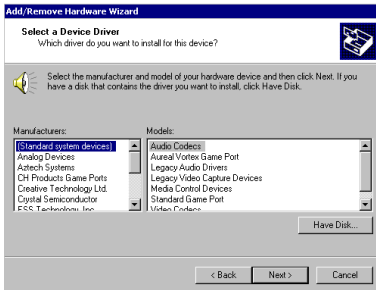 Add/Remove Hardware Wizard
Select a Device Driver
Which driver do you want to install for this device?
Select the manufacturer and model of your hardware device and then click Next. If you
have a disk that contains the driver you want to install, click Have Disk.
Manufacturers:
(Standard system devices)
Analog Devices
Aztech Systems
CH Products Game Ports
Creative Technology Ltd.
Crystal Semiconductor
ESS Technology, Inc.
Models:
Audio Codecs
Aureal Vortex Game Port
Legacy Audio Drivers
Legacy Video Capture Devices
Media Control Devices
Standard Game Port
Video Codecs
Have Disk...
< Back
Next >
Cancel